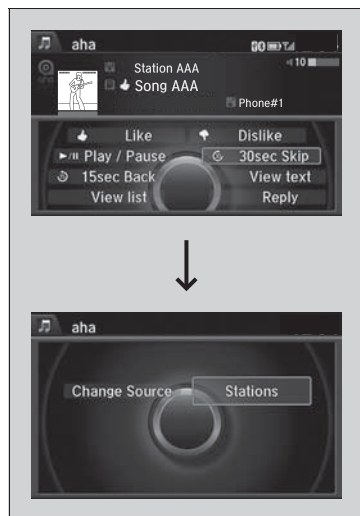 aha
Station AAA
10
Song AAA
Phone#1
Like
Dislike
Play / Pause
30sec Skip
15sec Back
View text
View list
Reply
aha
Change Source
Stations